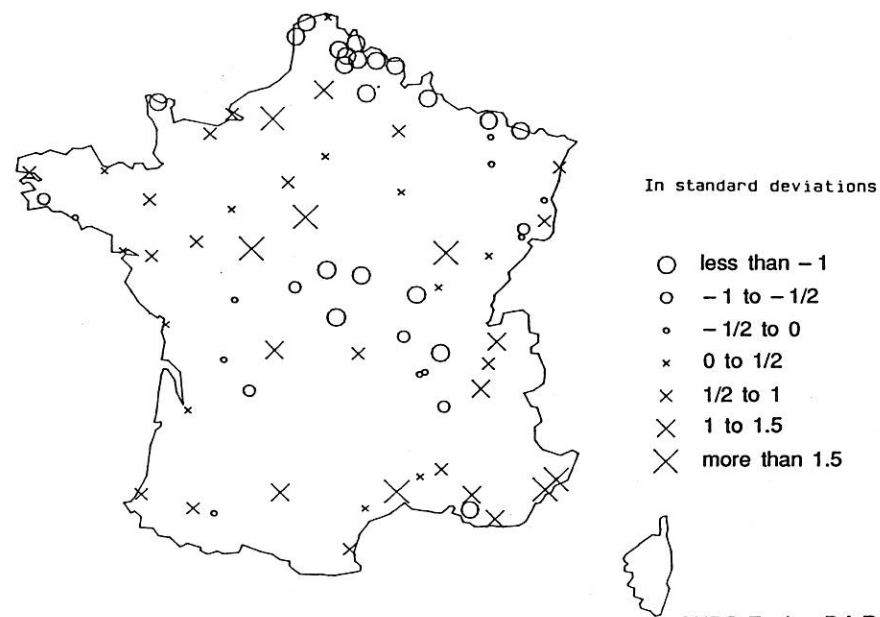 In standard deviations
less than – 1
– 1 to – 1/2
– 1/2 to 0
0 to 1/2
1/2 to 1
1 to 1.5
more than 1.5